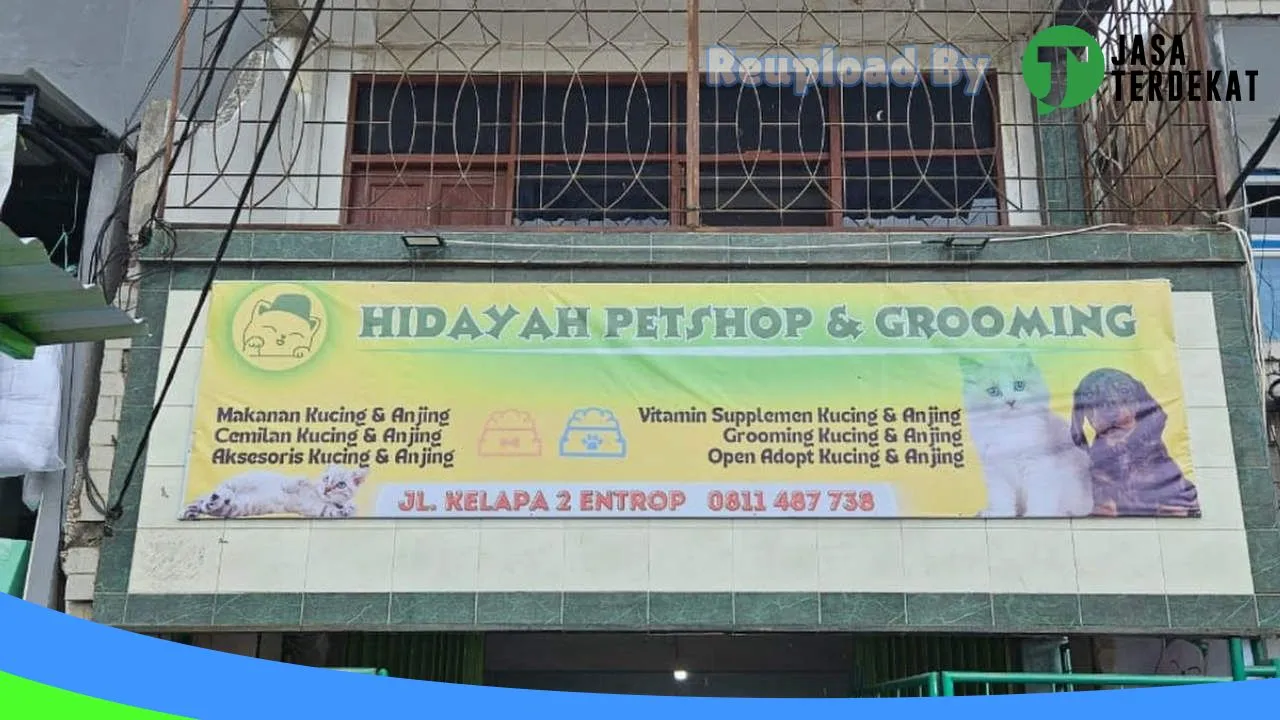 Reupload By
JASA
TERDEKAT
HIDAYAH PETSHOP & GROOMING
Makanan Kucing & Anjing
Cemilan Kucing & Anjing
Aksesoris Kucing & Anjing
Vitamin Supplemen Kucing & Anjing
Grooming Kucing & Anjing
Open Adopt Kucing & Anjing
JL. KELAPA 2 ENTROP 0811 487 738